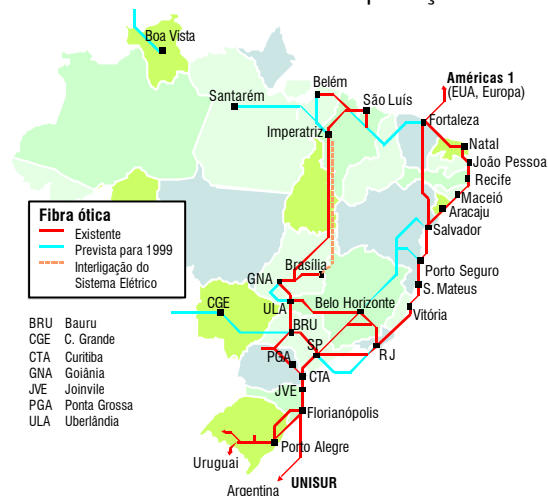 Boa Vista
Belém
Américas 1
(EUA, Europa)
Santarém
São Luís
Fortaleza
Imperatriz
Natal
João Pessoa
Recife
Maceió
Aracaju
Salvador
Fibra ótica
Existente
Prevista para 1999
Interligação do
Sistema Elétrico
Brasília
Porto Seguro
GNA
S. Mateus
CGE
ULA
Belo Horizonte
Vitória
BRU
BRU Bauru
CGE C. Grande
CTA Curitiba
GNA Goiânia
JVE Joinvile
PGA Ponta Grossa
ULA Uberlândia
SP
RJ
PGA
CTA
JVE
Florianópolis
Porto Alegre
Uruguai
Argentina
UNISUR